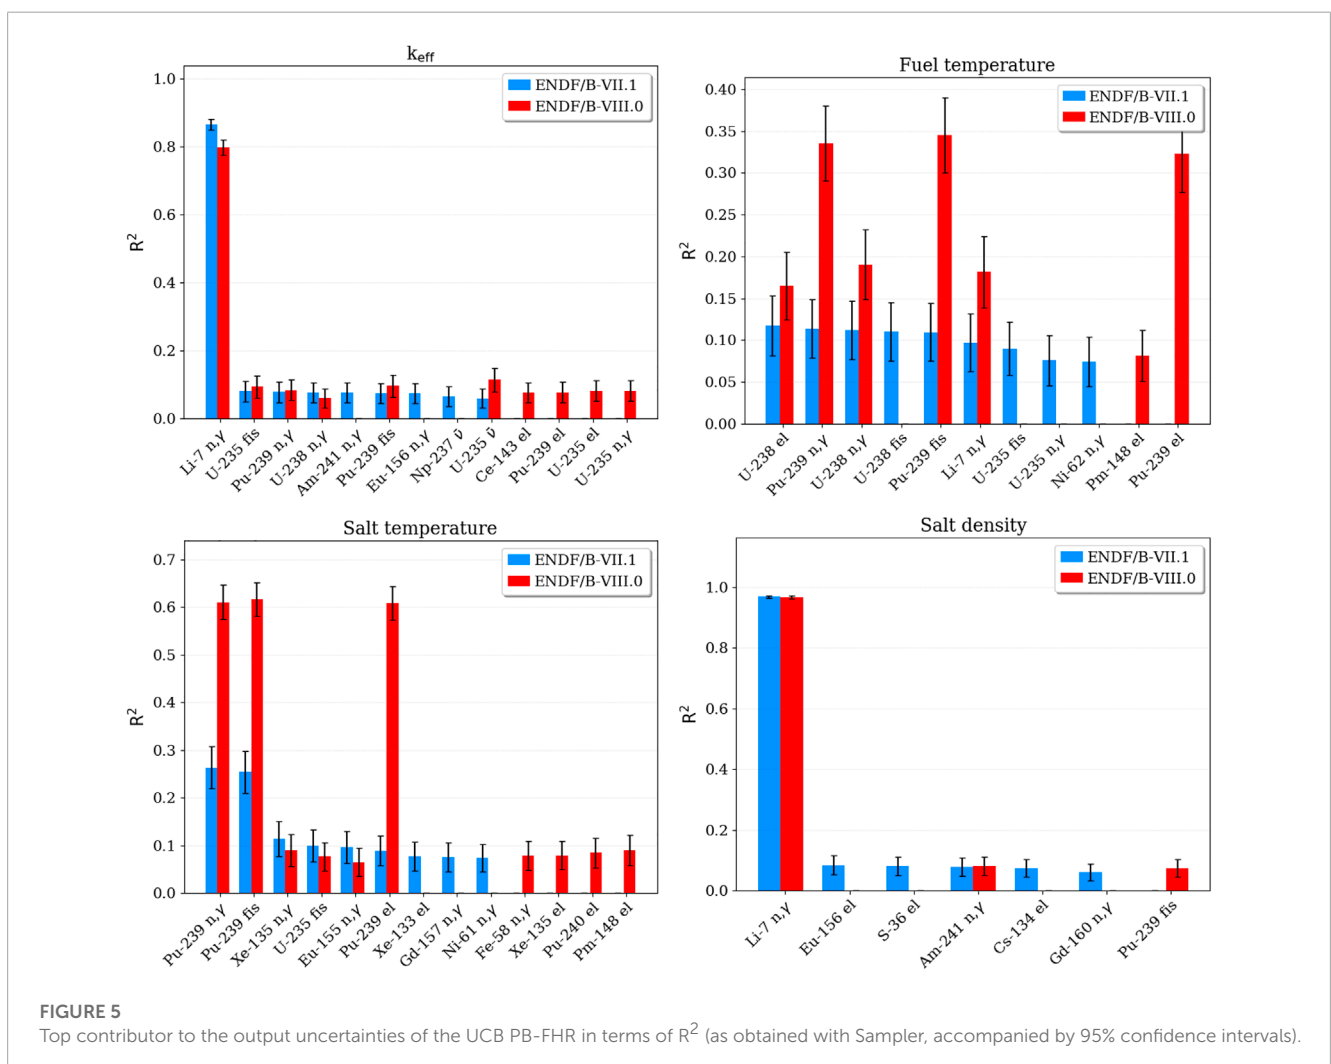 k_eff
1.0
0.8
0.6
0.4
0.2
0.0
R²
ENDF/B-VII.1
ENDF/B-VIII.0
Li-7 n,γ
U-235 fis
Pu-239 n,γ
U-238 n,γ
Am-241 n,γ
Pu-239 fis
Eu-156 n,γ
Np-237 ν̄
U-235 ν̄
Ce-143 el
Pu-239 el
U-235 el
U-235 n,γ
Fuel temperature
0.40
0.35
0.30
0.25
0.20
0.15
0.10
0.05
0.00
R²
ENDF/B-VII.1
ENDF/B-VIII.0
U-238 el
Pu-239 n,γ
U-238 n,γ
U-238 fis
Pu-239 fis
Li-7 n,γ
U-235 fis
U-235 n,γ
Ni-62 n,γ
Pm-148 el
Pu-239 el
Salt temperature
0.7
0.6
0.5
0.4
0.3
0.2
0.1
0.0
R²
ENDF/B-VII.1
ENDF/B-VIII.0
Pu-239 n,γ
Pu-239 fis
Xe-135 n,γ
U-235 fis
Eu-155 n,γ
Pu-239 el
Xe-133 el
Gd-157 n,γ
Ni-61 n,γ
Fe-58 n,γ
Xe-135 el
Pu-240 el
Pm-148 el
Salt density
1.0
0.8
0.6
0.4
0.2
0.0
R²
ENDF/B-VII.1
ENDF/B-VIII.0
Li-7 n,γ
Eu-156 el
S-36 el
Am-241 n,γ
Cs-134 el
Gd-160 n,γ
Pu-239 fis
FIGURE 5
Top contributor to the output uncertainties of the UCB PB-FHR in terms of R² (as obtained with Sampler, accompanied by 95% confidence intervals).